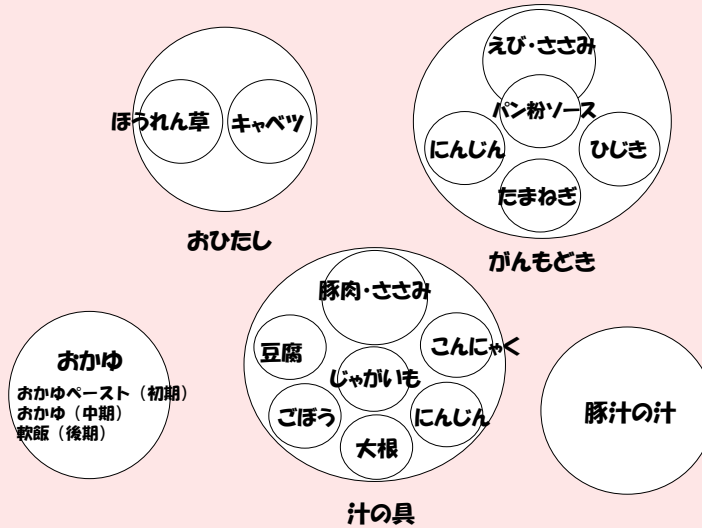 えび・ささみ
ほうれん草
キャベツ
パン粉ソース
にんじん
ひじき
たまねぎ
おひたし
がんもどき
豚肉・ささみ
豆腐
こんにゃく
じゃがいも
ごぼう
にんじん
大根
汁の具
おかゆ
おかゆペースト（初期）
おかゆ（中期）
軟飯（後期）
豚汁の汁